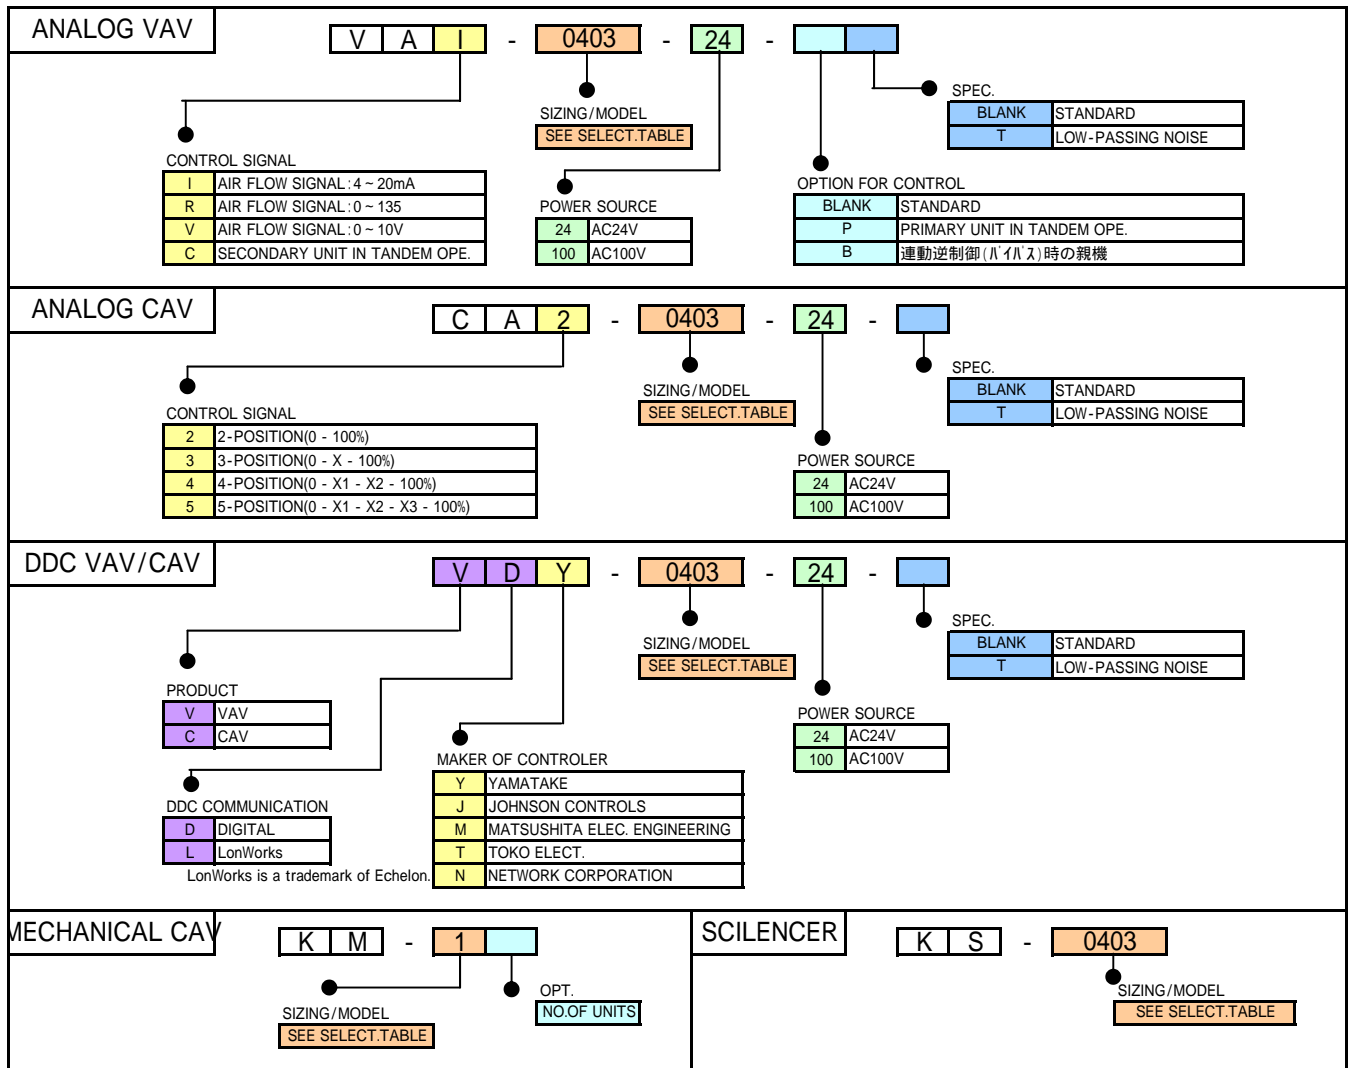 ANALOG VAV
V A I - 0403 - 24 -
SPEC.
BLANK STANDARD
T LOW-PASSING NOISE
SIZING/MODEL
SEE SELECT.TABLE
CONTROL SIGNAL
I AIR FLOW SIGNAL:4~20mA
R AIR FLOW SIGNAL:0~135
V AIR FLOW SIGNAL:0~10V
C SECONDARY UNIT IN TANDEM OPE.
POWER SOURCE
24 AC24V
100 AC100V
OPTION FOR CONTROL
BLANK STANDARD
P PRIMARY UNIT IN TANDEM OPE.
B 連動逆制御(ﾊﾞｲﾊﾟｽ)時の親機
ANALOG CAV
C A 2 - 0403 - 24 -
SPEC.
BLANK STANDARD
T LOW-PASSING NOISE
SIZING/MODEL
SEE SELECT.TABLE
CONTROL SIGNAL
2 2-POSITION(0 - 100%)
3 3-POSITION(0 - X - 100%)
4 4-POSITION(0 - X1 - X2 - 100%)
5 5-POSITION(0 - X1 - X2 - X3 - 100%)
POWER SOURCE
24 AC24V
100 AC100V
DDC VAV/CAV
V D Y - 0403 - 24 -
SPEC.
BLANK STANDARD
T LOW-PASSING NOISE
SIZING/MODEL
SEE SELECT.TABLE
PRODUCT
V VAV
C CAV
POWER SOURCE
24 AC24V
100 AC100V
MAKER OF CONTROLER
Y YAMATAKE
J JOHNSON CONTROLS
M MATSUSHITA ELEC. ENGINEERING
T TOKO ELECT.
N NETWORK CORPORATION
DDC COMMUNICATION
D DIGITAL
L LonWorks
LonWorks is a trademark of Echelon.
MECHANICAL CAV
K M - 1
OPT.
NO.OF UNITS
SIZING/MODEL
SEE SELECT.TABLE
SCILENCER
K S - 0403
SIZING/MODEL
SEE SELECT.TABLE